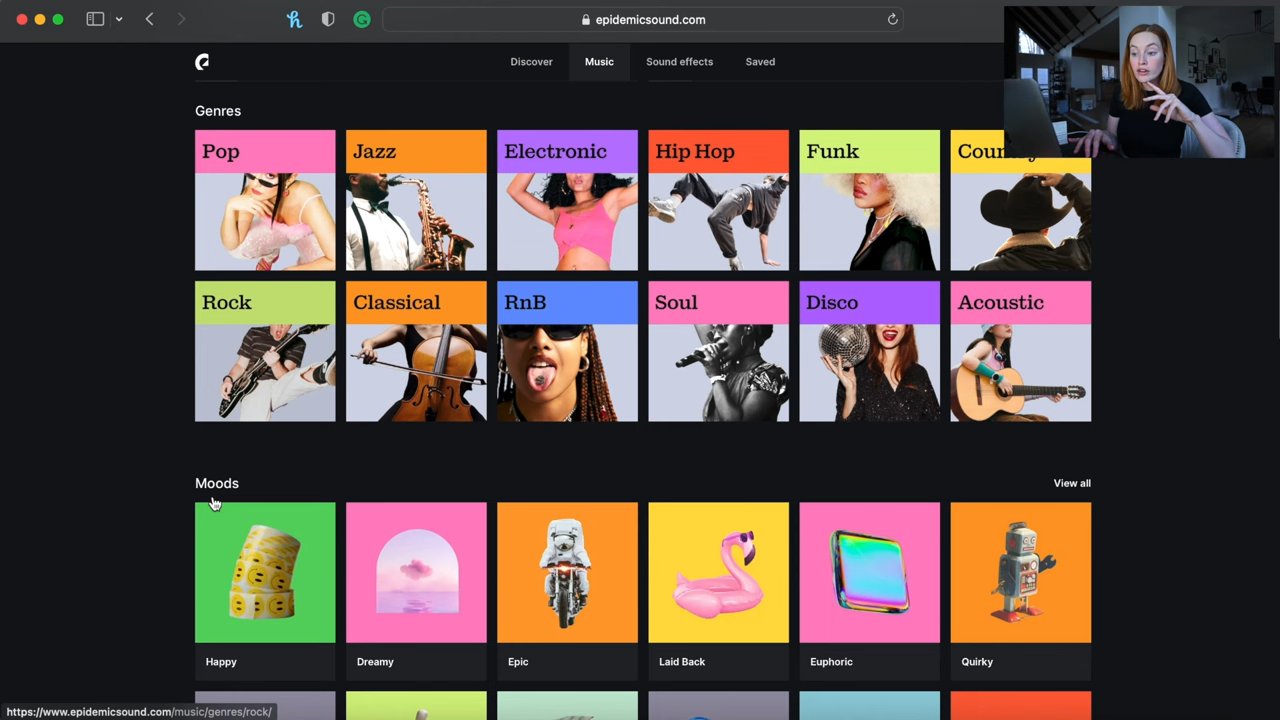 epidemicsound.com
Discover Music Sound effects Saved
Genres
Pop Jazz Electronic Hip Hop Funk
Rock Classical RnB Soul Disco Acoustic
Moods View all
Happy Dreamy Epic Laid Back Euphoric Quirky
https://www.epidemicsound.com/music/genres/rock/